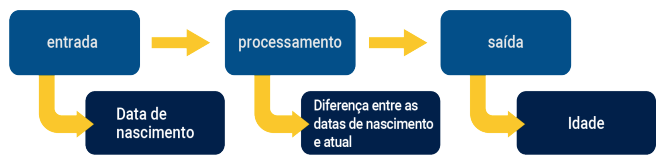 entrada
processamento
saída
Data de
nascimento
Diferença entre as
datas de nascimento
e atual
Idade